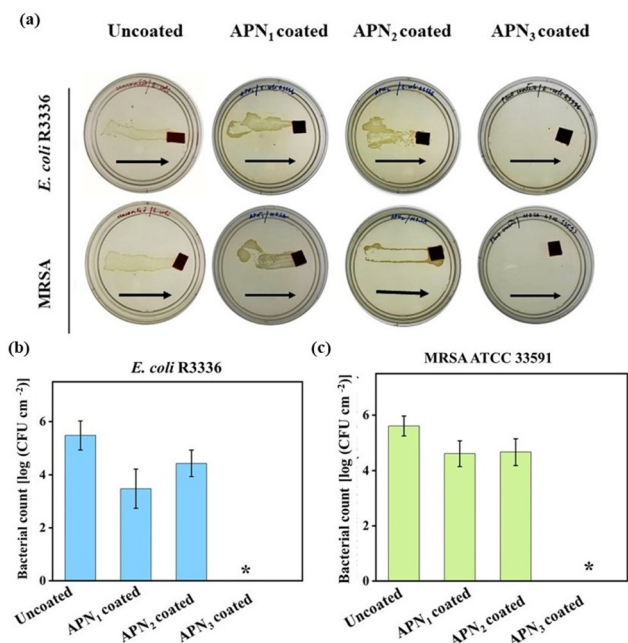 (a)
Uncoated
APN₁ coated
APN₂ coated
APN₃ coated
E. coli R3336
MRSA
(b)
E. coli R3336
Bacterial count [log (CFU cm ⁻²)]
6
4
2
0
*
Uncoated
APN₁ coated
APN₂ coated
APN₃ coated
(c)
MRSA ATCC 33591
Bacterial count [log (CFU cm ⁻²)]
6
4
2
0
*
Uncoated
APN₁ coated
APN₂ coated
APN₃ coated